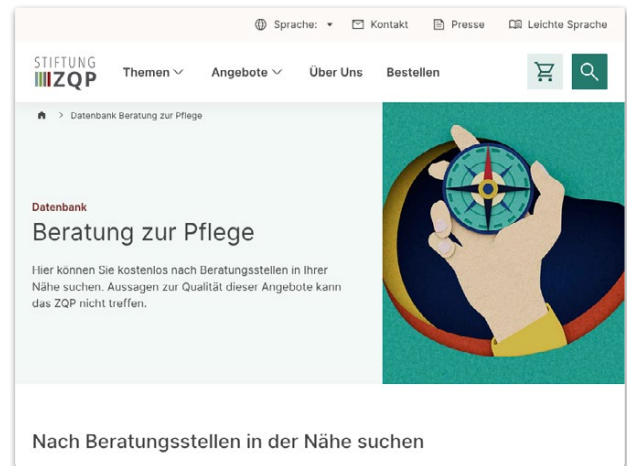 Sprache: Kontakt Presse Leichte Sprache
STIFTUNG
ZQP
Themen Angebote Über Uns Bestellen
> Datenbank Beratung zur Pflege
Datenbank
Beratung zur Pflege
Hier können Sie kostenlos nach Beratungsstellen in Ihrer
Nähe suchen. Aussagen zur Qualität dieser Angebote kann
das ZQP nicht treffen.
Nach Beratungsstellen in der Nähe suchen